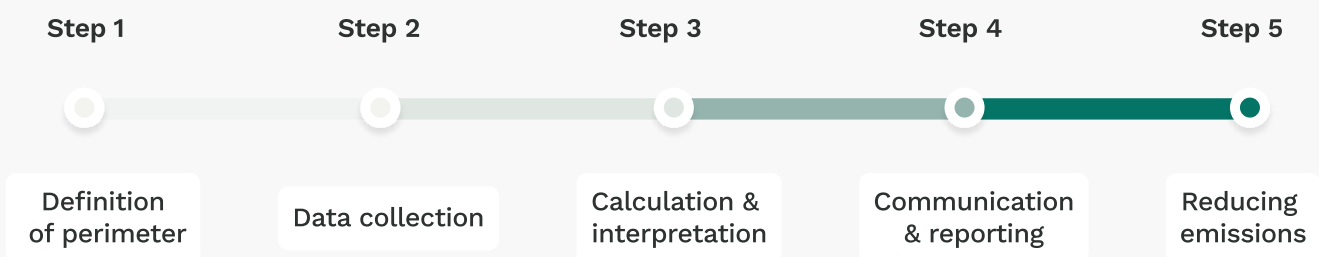 Step 1
Step 2
Step 3
Step 4
Step 5
Definition
of perimeter
Data collection
Calculation &
interpretation
Communication
& reporting
Reducing
emissions